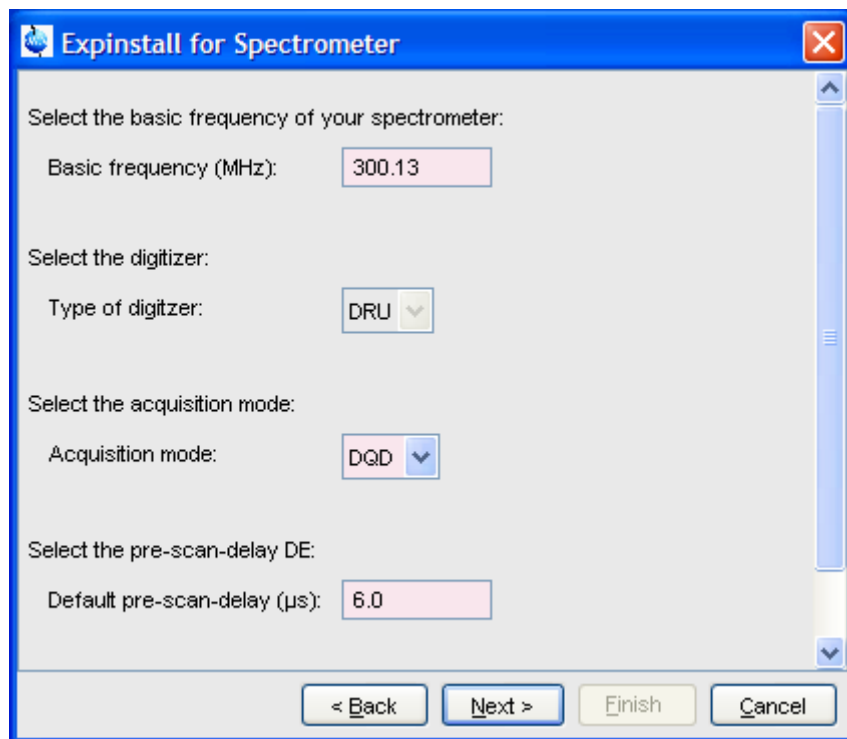 Expinstall for Spectrometer
Select the basic frequency of your spectrometer:
Basic frequency (MHz): 300.13
Select the digitizer:
Type of digitzer: DRU
Select the acquisition mode:
Acquisition mode: DQD
Select the pre-scan-delay DE:
Default pre-scan-delay (µs): 6.0
< Back Next > Finish Cancel